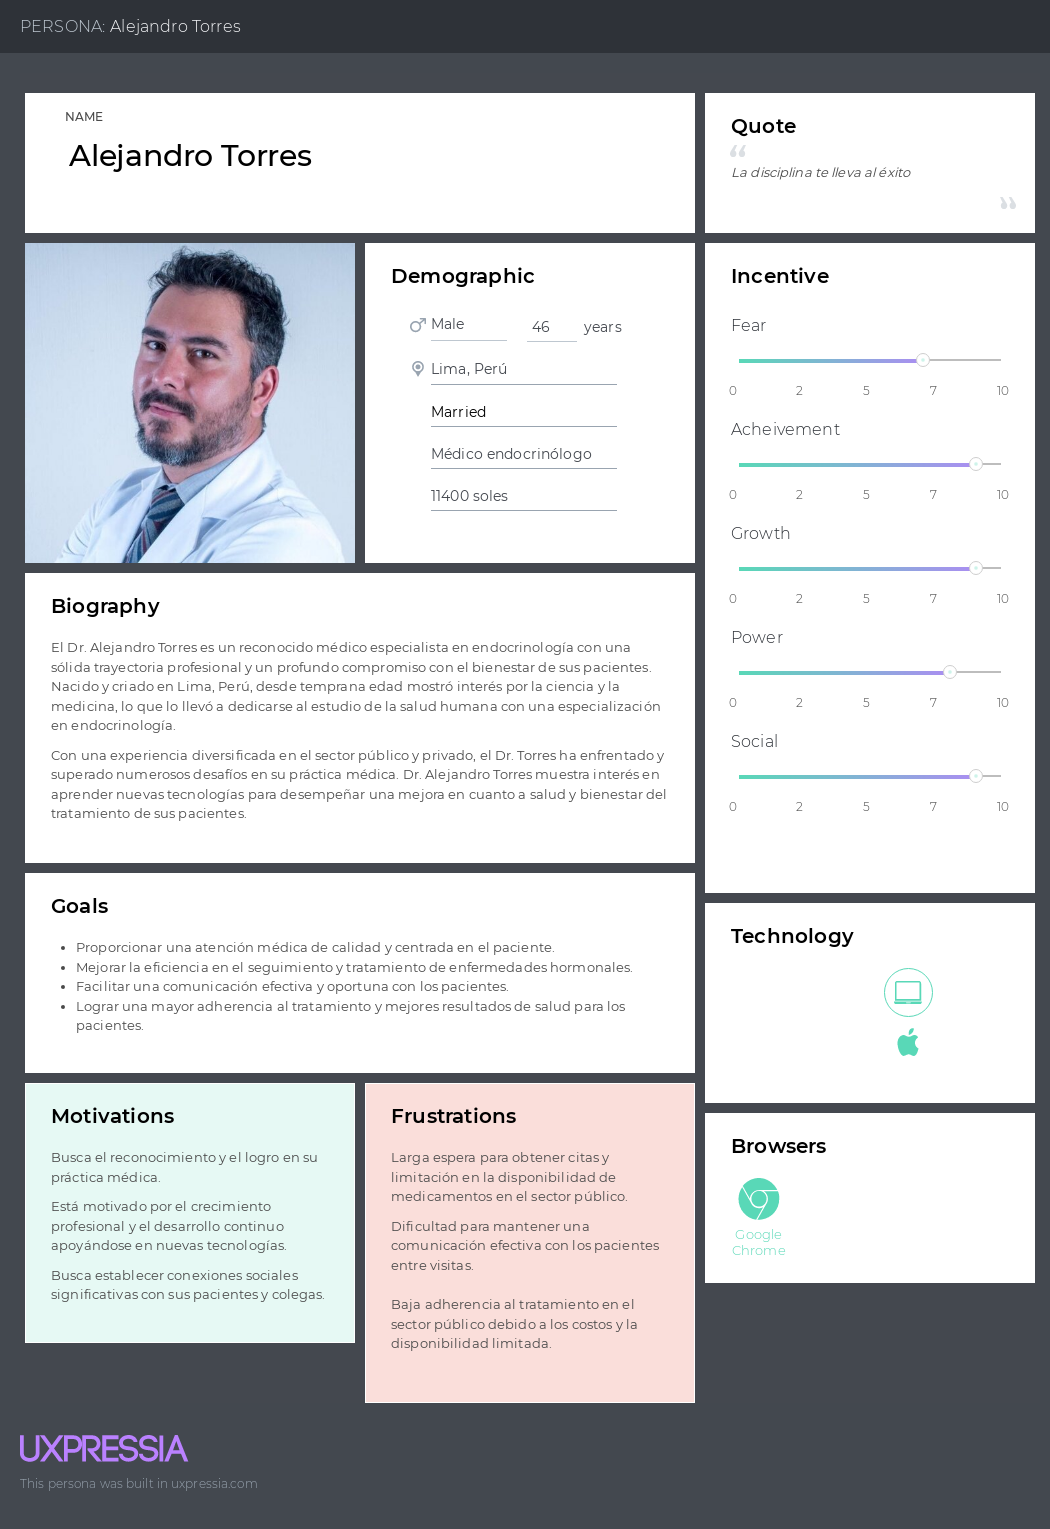 PERSONA: Alejandro Torres
NAME
Alejandro Torres
Quote
“
La disciplina te lleva al éxito
”
Demographic
Male 46 years
Lima, Perú
Married
Médico endocrinólogo
11400 soles
Incentive
Fear
0 2 5 7 10
Acheivement
0 2 5 7 10
Growth
0 2 5 7 10
Power
0 2 5 7 10
Social
0 2 5 7 10
Biography
El Dr. Alejandro Torres es un reconocido médico especialista en endocrinología con una
sólida trayectoria profesional y un profundo compromiso con el bienestar de sus pacientes.
Nacido y criado en Lima, Perú, desde temprana edad mostró interés por la ciencia y la
medicina, lo que lo llevó a dedicarse al estudio de la salud humana con una especialización
en endocrinología.
Con una experiencia diversificada en el sector público y privado, el Dr. Torres ha enfrentado y
superado numerosos desafíos en su práctica médica. Dr. Alejandro Torres muestra interés en
aprender nuevas tecnologías para desempeñar una mejora en cuanto a salud y bienestar del
tratamiento de sus pacientes.
Goals
• Proporcionar una atención médica de calidad y centrada en el paciente.
• Mejorar la eficiencia en el seguimiento y tratamiento de enfermedades hormonales.
• Facilitar una comunicación efectiva y oportuna con los pacientes.
• Lograr una mayor adherencia al tratamiento y mejores resultados de salud para los
pacientes.
Technology
Motivations
Busca el reconocimiento y el logro en su
práctica médica.
Está motivado por el crecimiento
profesional y el desarrollo continuo
apoyándose en nuevas tecnologías.
Busca establecer conexiones sociales
significativas con sus pacientes y colegas.
Frustrations
Larga espera para obtener citas y
limitación en la disponibilidad de
medicamentos en el sector público.
Dificultad para mantener una
comunicación efectiva con los pacientes
entre visitas.
Baja adherencia al tratamiento en el
sector público debido a los costos y la
disponibilidad limitada.
Browsers
Google
Chrome
UXPRESSIA
This persona was built in uxpressia.com